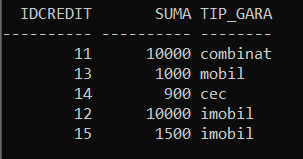 IDCREDIT SUMA TIP_GARA
---------- ---------- --------
11 10000 combinat
13 1000 mobil
14 900 cec
12 10000 imobil
15 1500 imobil